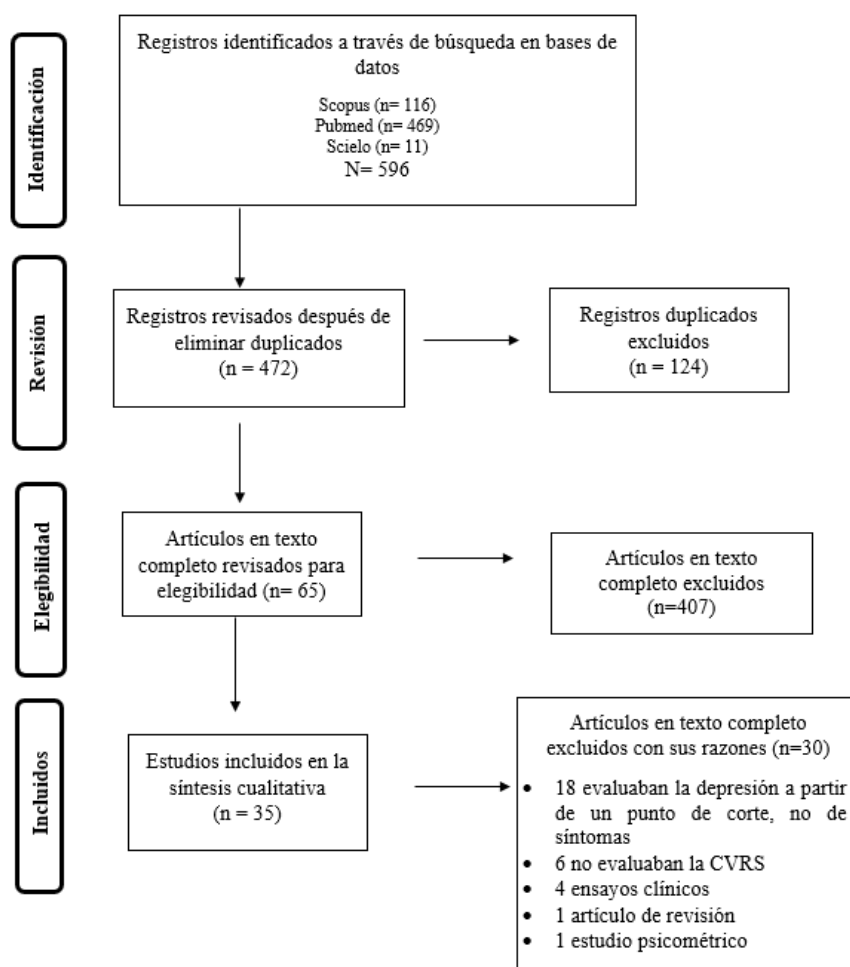 Identificación
Registros identificados a través de búsqueda en bases de
datos
Scopus (n= 116)
Pubmed (n= 469)
Scielo (n= 11)
N= 596
Revisión
Registros revisados después de
eliminar duplicados
(n = 472)
Registros duplicados
excluidos
(n = 124)
Elegibilidad
Artículos en texto
completo revisados para
elegibilidad (n= 65)
Artículos en texto
completo excluidos
(n=407)
Incluidos
Estudios incluidos en la
síntesis cualitativa
(n = 35)
Artículos en texto completo
excluidos con sus razones (n=30)
• 18 evaluaban la depresión a partir
de un punto de corte, no de
síntomas
• 6 no evaluaban la CVRS
• 4 ensayos clínicos
• 1 artículo de revisión
• 1 estudio psicométrico